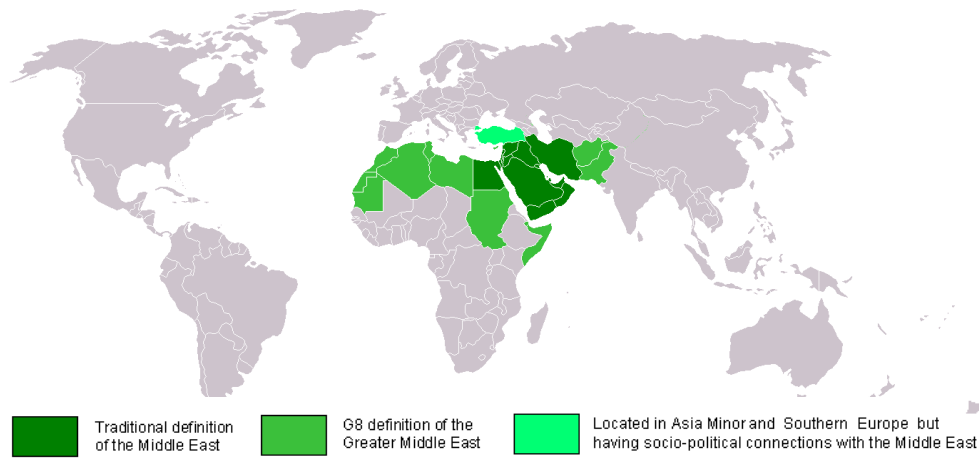 Traditional definition
of the Middle East
G8 definition of the
Greater Middle East
Located in Asia Minor and Southern Europe but
having socio-political connections with the Middle East